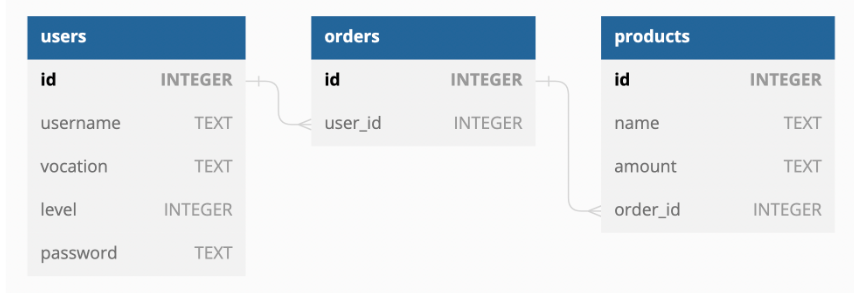 users
id INTEGER
username TEXT
vocation TEXT
level INTEGER
password TEXT
orders
id INTEGER
user_id INTEGER
products
id INTEGER
name TEXT
amount TEXT
order_id INTEGER